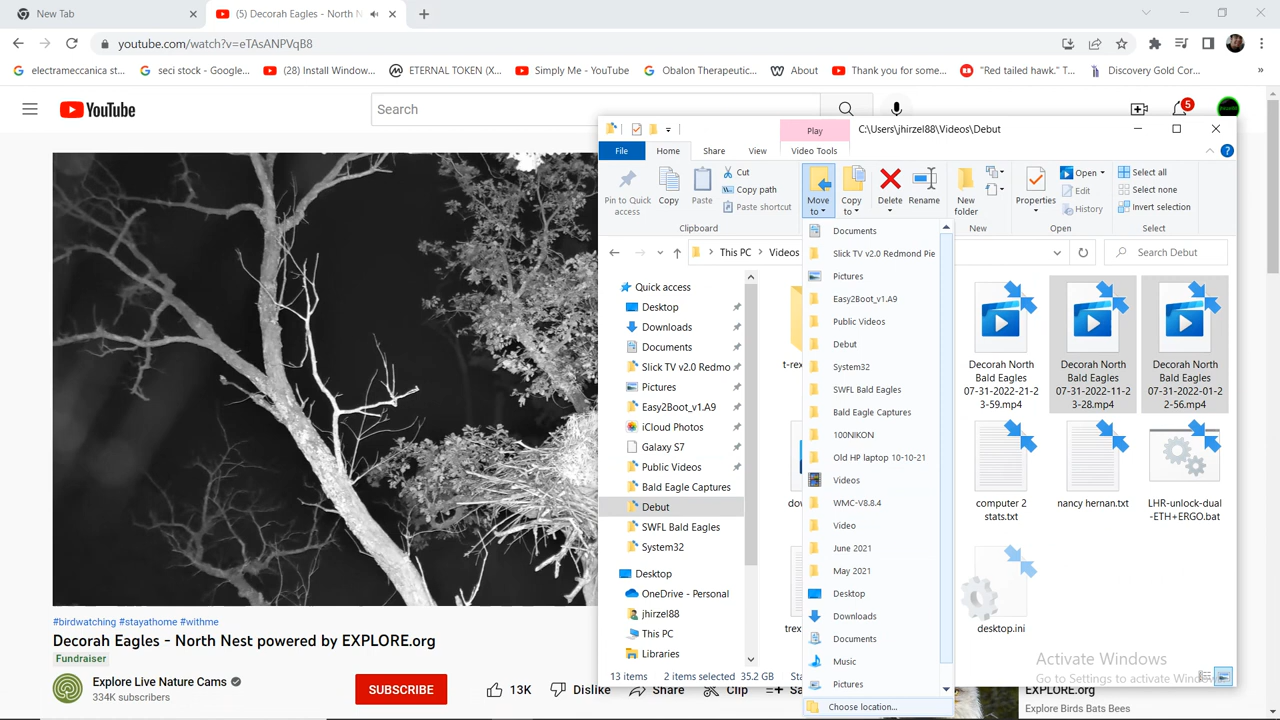 New Tab
(5) Decorah Eagles - North N
youtube.com/watch?v=eTAsANPVqB8
electrameccanica st...
seci stock - Google...
(28) Install Window...
ETERNAL TOKEN (X...
Simply Me - YouTube
Obalon Therapeutic...
About
Thank you for some...
"Red tailed hawk." T...
Discovery Gold Cor...
»
YouTube
Search
5
Play
C:\Users\jhirzel88\Videos\Debut
File
Home
Share
View
Video Tools
Pin to Quick
access
Copy
Paste
Cut
Copy path
Paste shortcut
Clipboard
Move
to
Copy
to
Delete
Rename
New
folder
New
Properties
Open
Edit
History
Open
Select all
Select none
Invert selection
Select
This PC
Videos
Search Debut
Quick access
Desktop
Downloads
Documents
Slick TV v2.0 Redmo
Pictures
Easy2Boot_v1.A9
iCloud Photos
Galaxy S7
Public Videos
Bald Eagle Captures
Debut
SWFL Bald Eagles
System32
Desktop
OneDrive - Personal
jhirzel88
This PC
Libraries
t-rex
dov
trex
Documents
Slick TV v2.0 Redmond Pie
Pictures
Easy2Boot_v1.A9
Public Videos
Debut
System32
SWFL Bald Eagles
Bald Eagle Captures
100NIKON
Old HP laptop 10-10-21
Videos
WMC-V8.8.4
Video
June 2021
May 2021
Desktop
Downloads
Documents
Music
Pictures
Choose location...
Decorah North
Bald Eagles
07-31-2022-21-2
3-59.mp4
Decorah North
Bald Eagles
07-31-2022-11-2
3-28.mp4
Decorah North
Bald Eagles
07-31-2022-01-2
2-56.mp4
computer 2
stats.txt
nancy hernan.txt
LHR-unlock-dual
-ETH+ERGO.bat
desktop.ini
13 items
2 items selected
35.2 GB
Sta
Activate Windows
Go to Settings to activate Windows.
#birdwatching #stayathome #withme
Decorah Eagles - North Nest powered by EXPLORE.org
Fundraiser
Explore Live Nature Cams
334K subscribers
SUBSCRIBE
13K
Dislike
Share
Clip
EXPLORE.org
Explore Birds Bats Bees